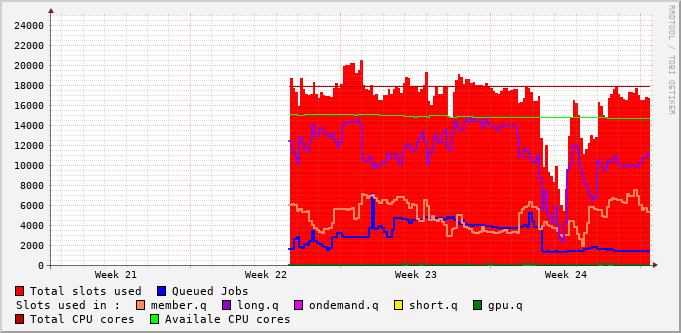 RRDTOOL / TOBI OETIKER
24000
22000
20000
18000
16000
14000
12000
10000
8000
6000
4000
2000
0
Week 21 Week 22 Week 23 Week 24
Total slots used Queued Jobs
Slots used in : member.q long.q ondemand.q short.q gpu.q
Total CPU cores Availale CPU cores